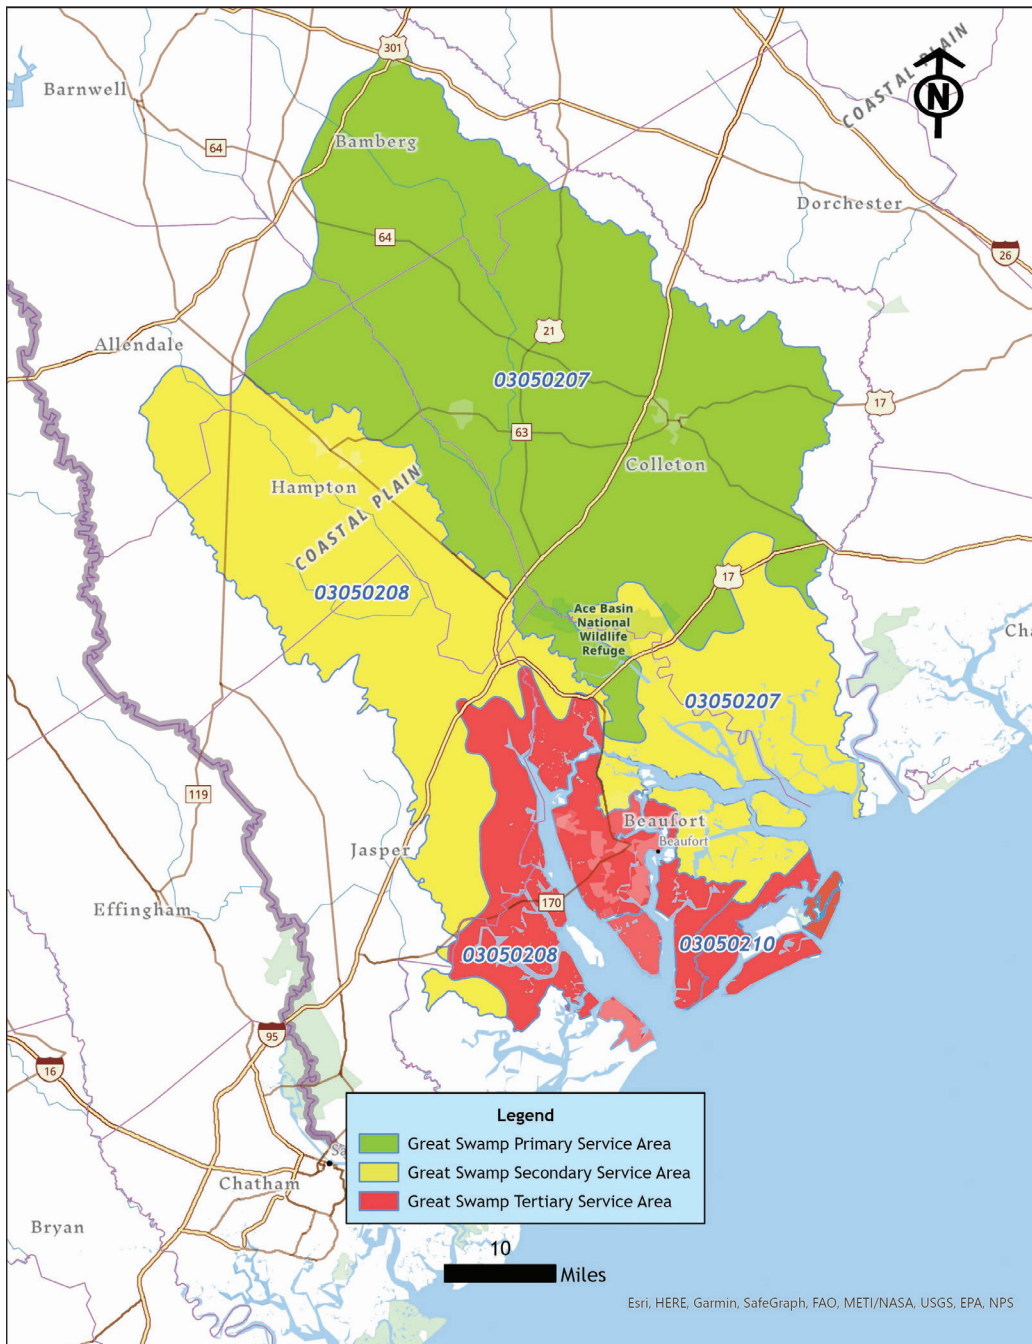 301
COASTAL PLAIN
N
Barnwell
Bamberg
64
Dorchester
64
26
21
Allendale
03050207
17
63
Colleton
Hampton
COASTAL PLAIN
17
03050208
Ace Basin
National
Wildlife
Refuge
03050207
119
Beaufort
Beaufort
Jasper
170
Effingham
03050208
03050210
95
16
Legend
Great Swamp Primary Service Area
Great Swamp Secondary Service Area
Great Swamp Tertiary Service Area
Chatham
Bryan
10
Miles
Esri, HERE, Garmin, SafeGraph, FAO, METI/NASA, USGS, EPA, NPS